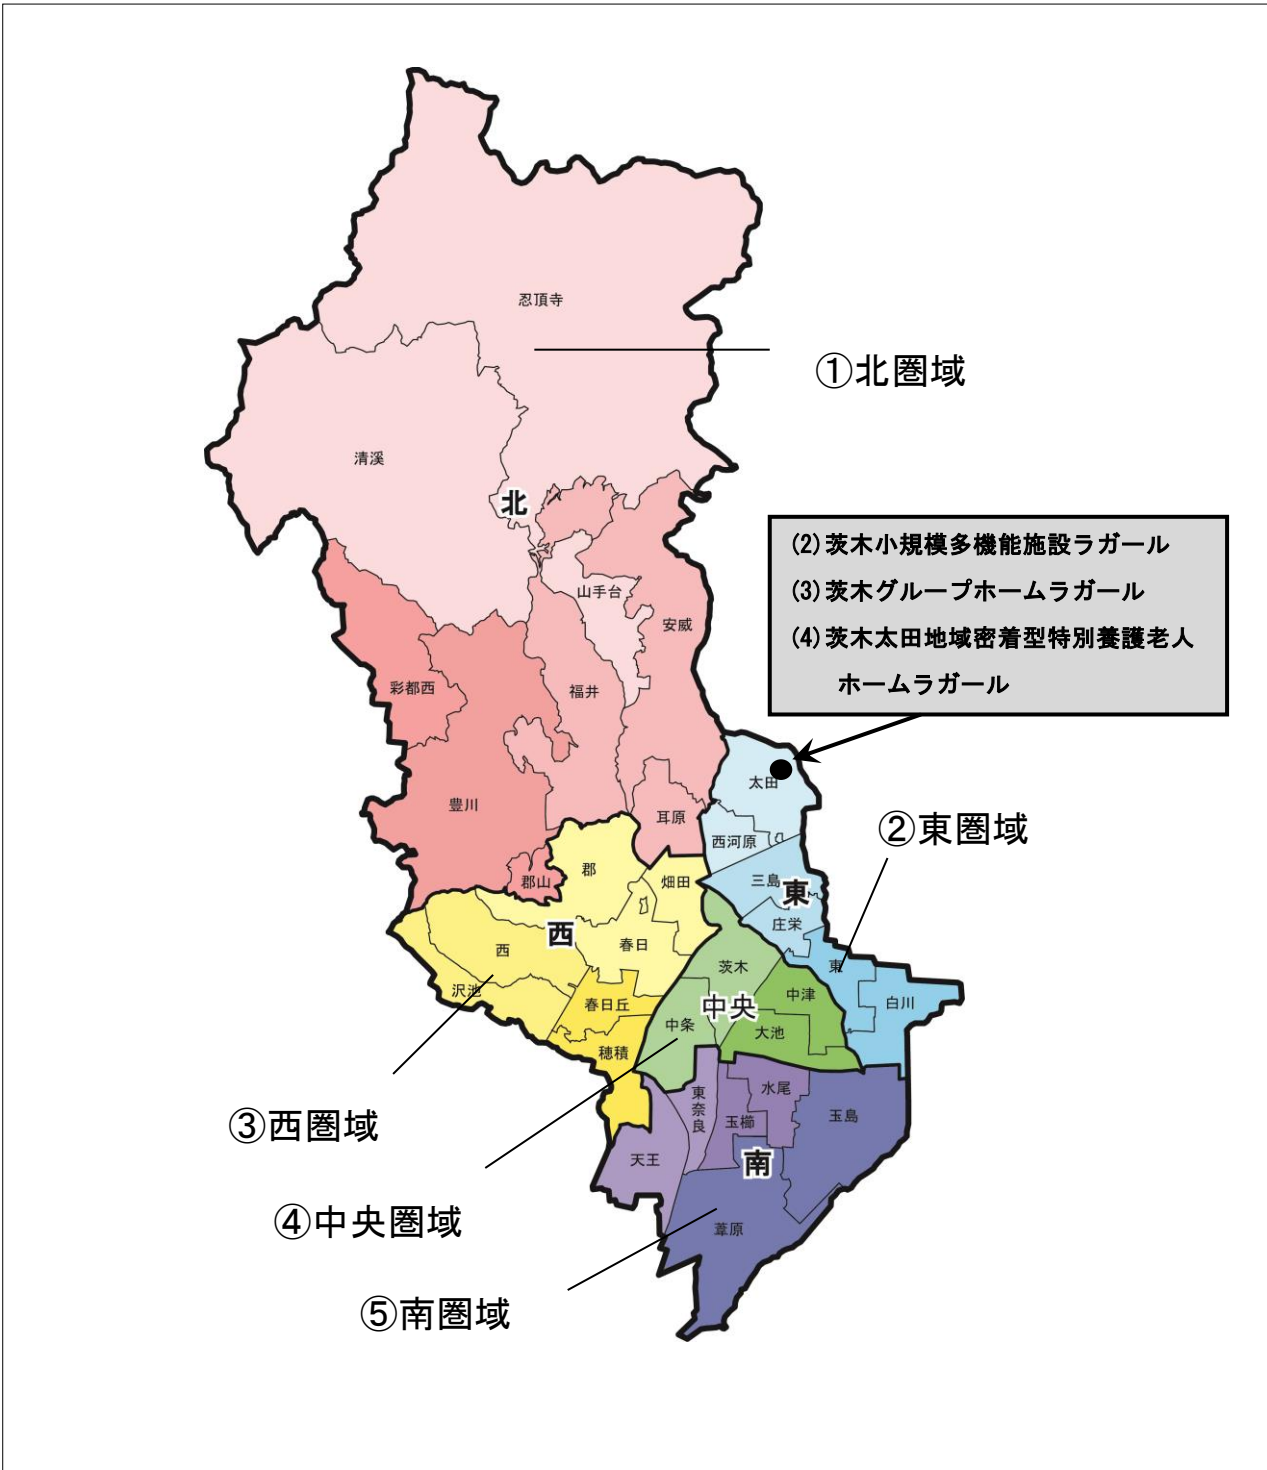 忍頂寺
①北圏域
清溪
北
(2)茨木小規模多機能施設ラガール
(3)茨木グループホームラガール
(4)茨木太田地域密着型特別養護老人
ホームラガール
山手台
安威
彩都西
福井
太田
豊川
耳原
西河原
②東圏域
郡
畑田
三島
東
郡山
庄栄
西
春日
茨木
東
沢池
春日丘
中央
中津
白川
中条
大池
穂積
③西圏域
東奈良
水尾
玉島
玉櫛
天王
南
④中央圏域
葦原
⑤南圏域